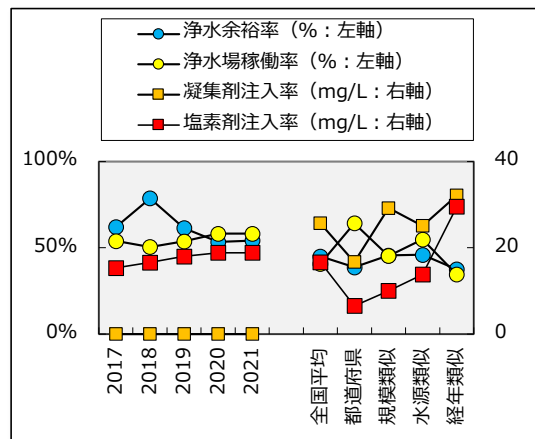 浄水余裕率（%：左軸）
浄水場稼働率（%：左軸）
凝集剤注入率（mg/L：右軸）
塩素剤注入率（mg/L：右軸）
100%
50%
0%
40
20
0
2017
2018
2019
2020
2021
全国平均
都道府県
規模類似
水源類似
経年類似